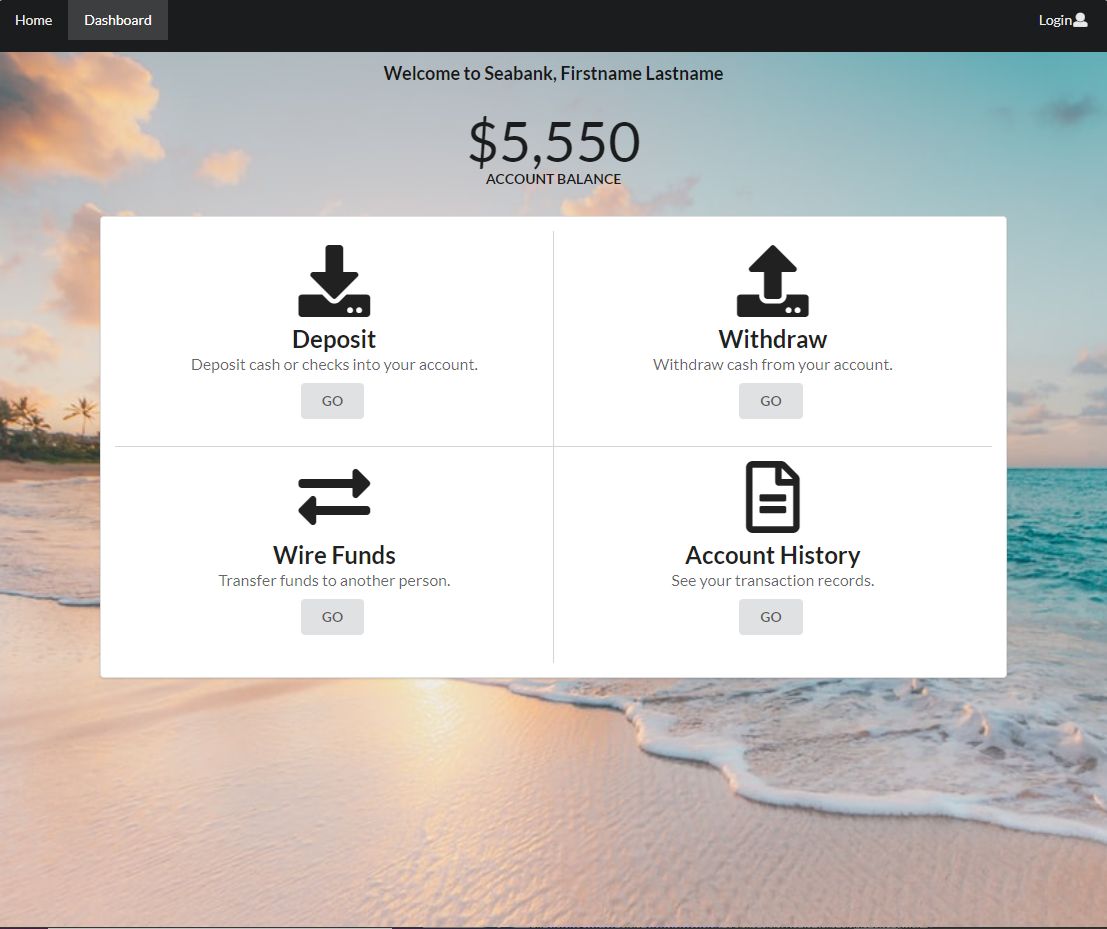 Home Dashboard Login
Welcome to Seabank, Firstname Lastname
$5,550
ACCOUNT BALANCE
Deposit
Deposit cash or checks into your account.
GO
Withdraw
Withdraw cash from your account.
GO
Wire Funds
Transfer funds to another person.
GO
Account History
See your transaction records.
GO